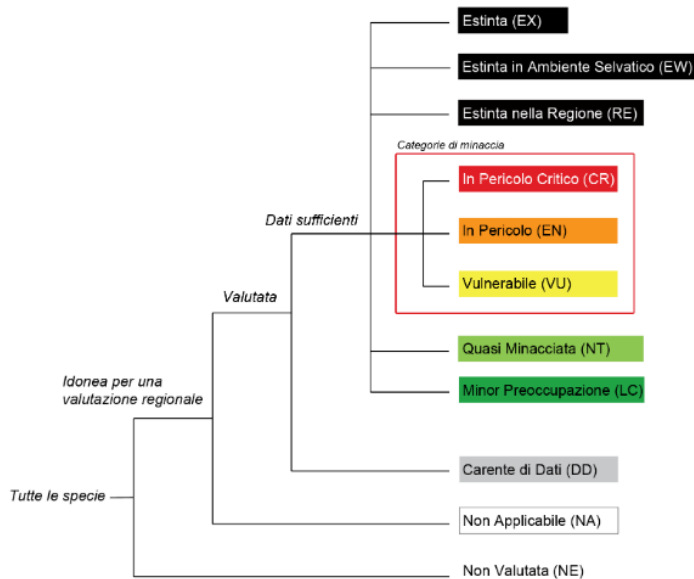 Estinta (EX)
Estinta in Ambiente Selvatico (EW)
Estinta nella Regione (RE)
Categorie di minaccia
In Pericolo Critico (CR)
Dati sufficienti
In Pericolo (EN)
Vulnerabile (VU)
Valutata
Quasi Minacciata (NT)
Idonea per una
valutazione regionale
Minor Preoccupazione (LC)
Carente di Dati (DD)
Tutte le specie
Non Applicabile (NA)
Non Valutata (NE)